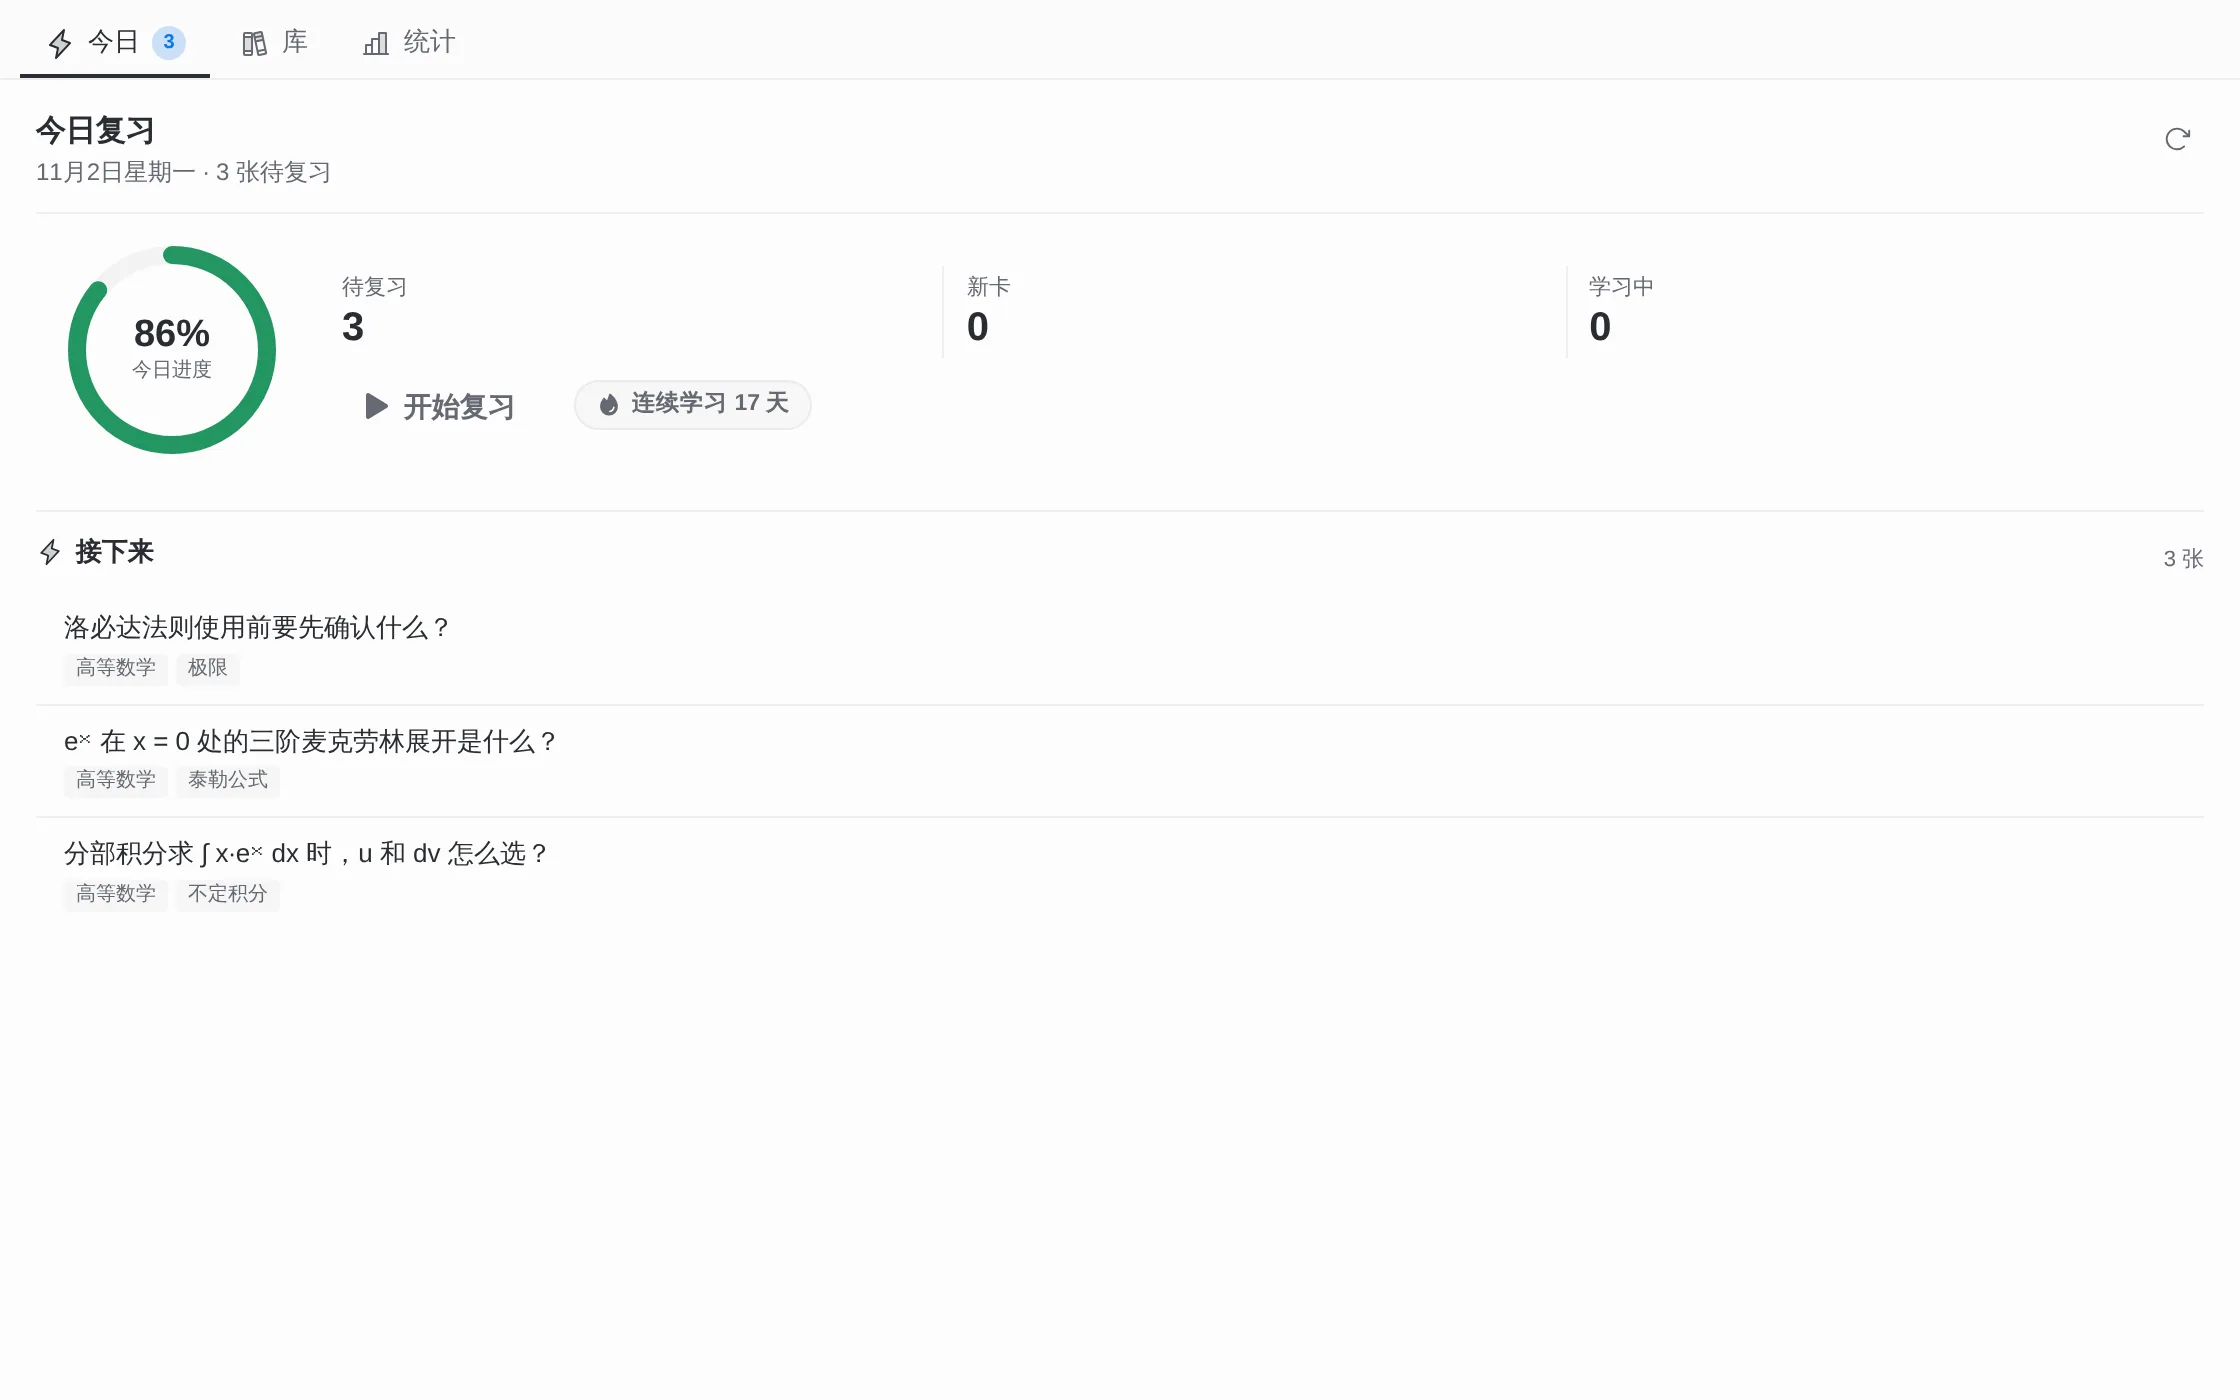 今日 3 库 统计
今日复习
11月2日星期一 · 3 张待复习
86%
今日进度
待复习
3
新卡
0
学习中
0
开始复习
连续学习 17 天
接下来
3 张
洛必达法则使用前要先确认什么？
高等数学 极限
eˣ 在 x = 0 处的三阶麦克劳林展开是什么？
高等数学 泰勒公式
分部积分求 ∫ x·eˣ dx 时，u 和 dv 怎么选？
高等数学 不定积分